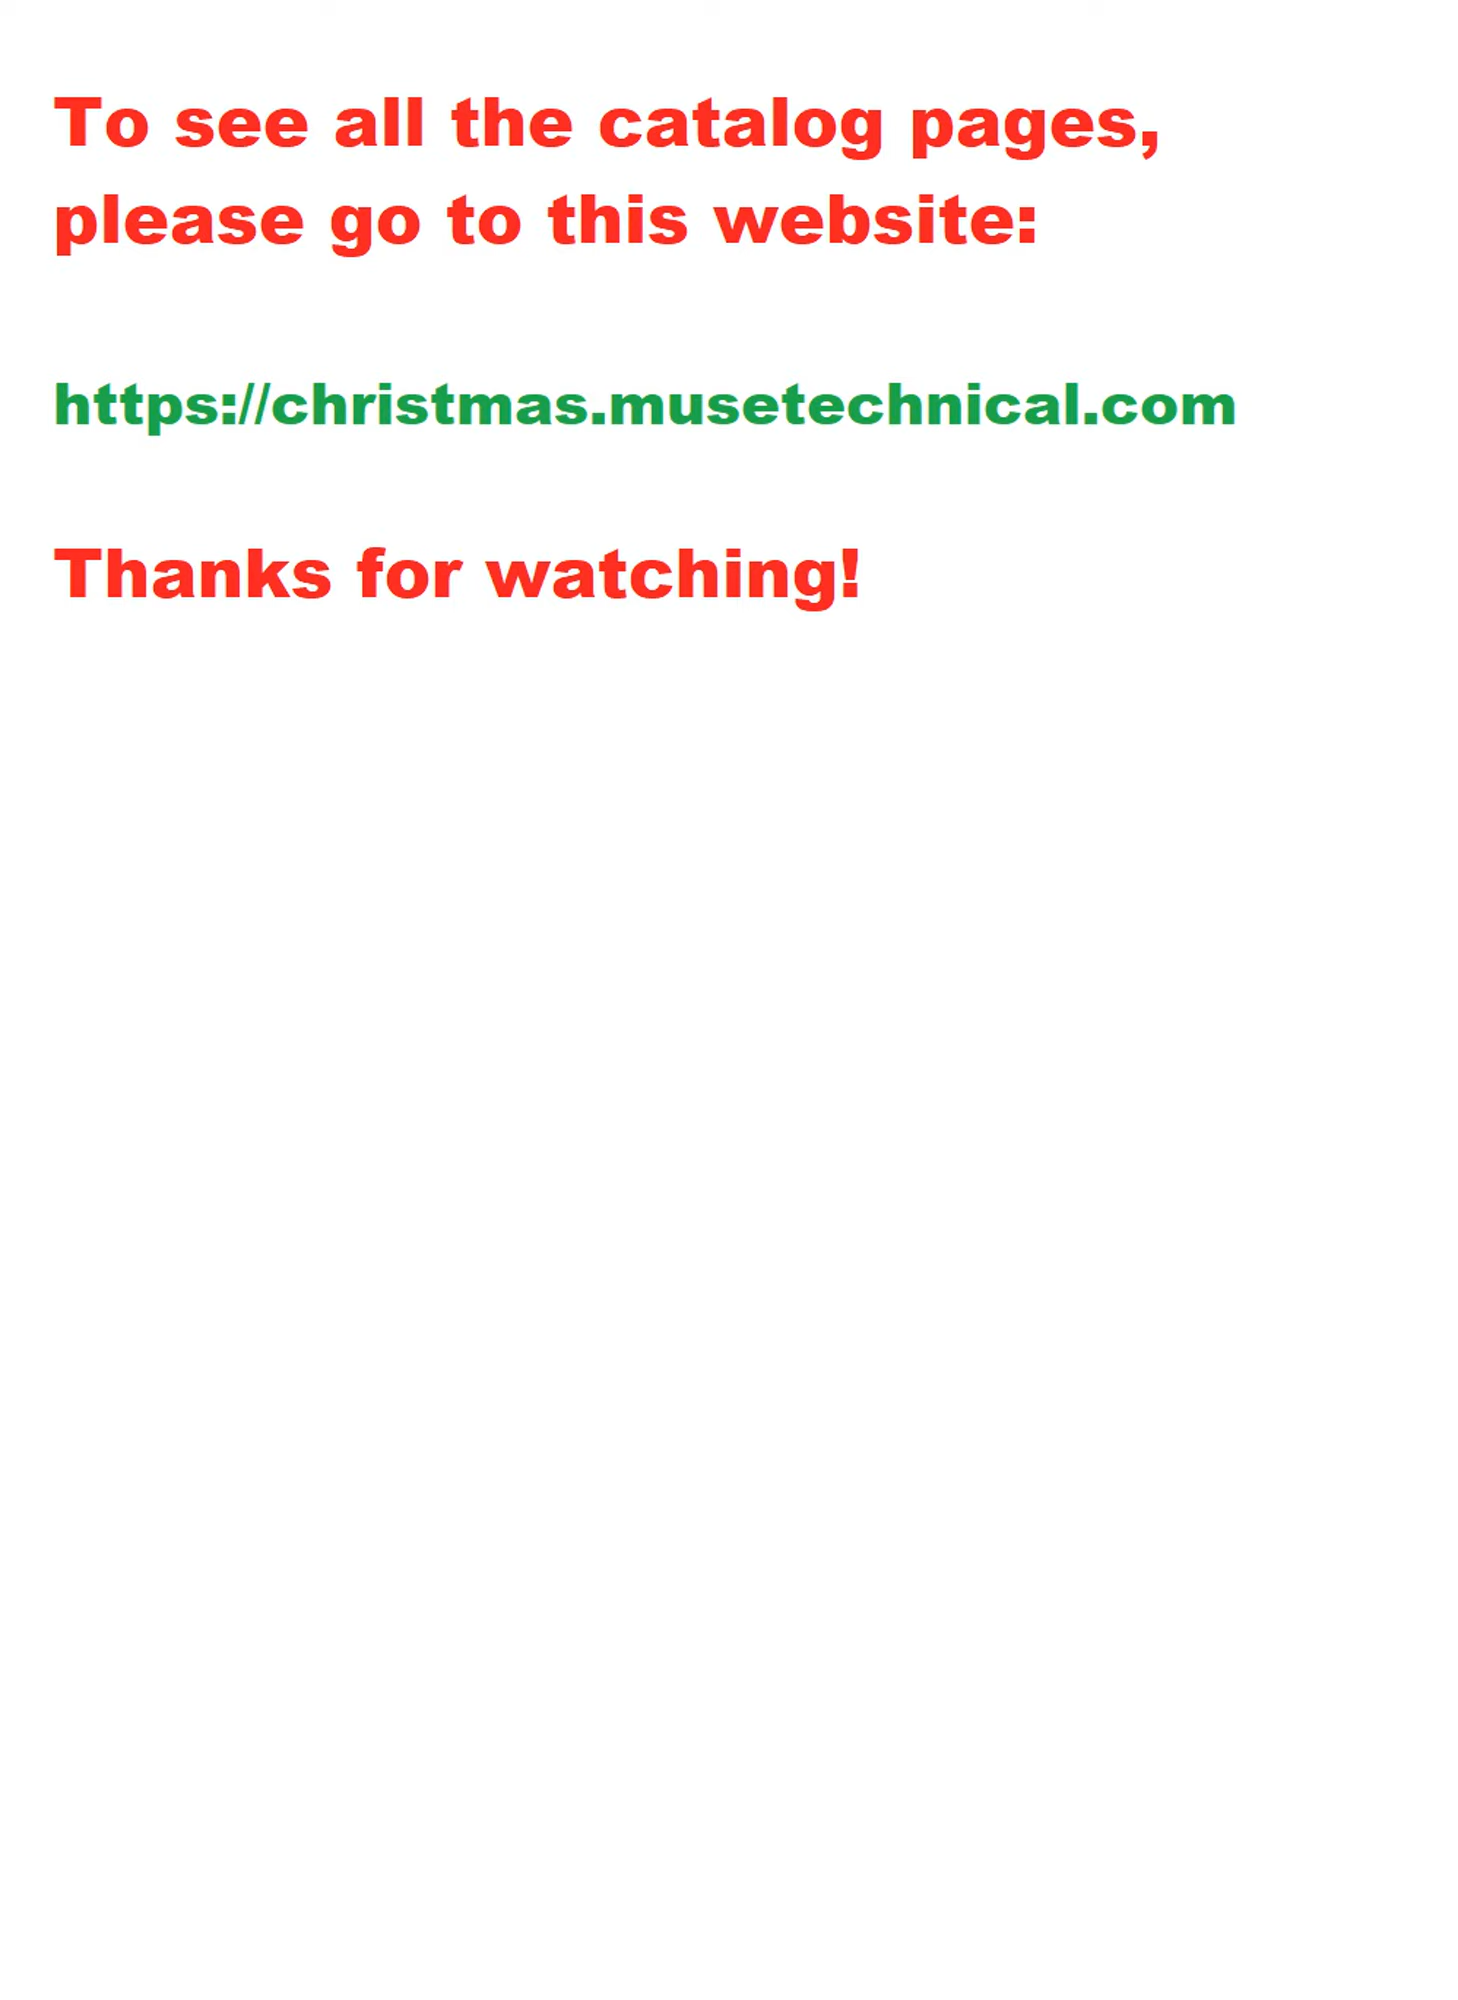 To see all the catalog pages,
please go to this website:
https://christmas.musetechnical.com
Thanks for watching!